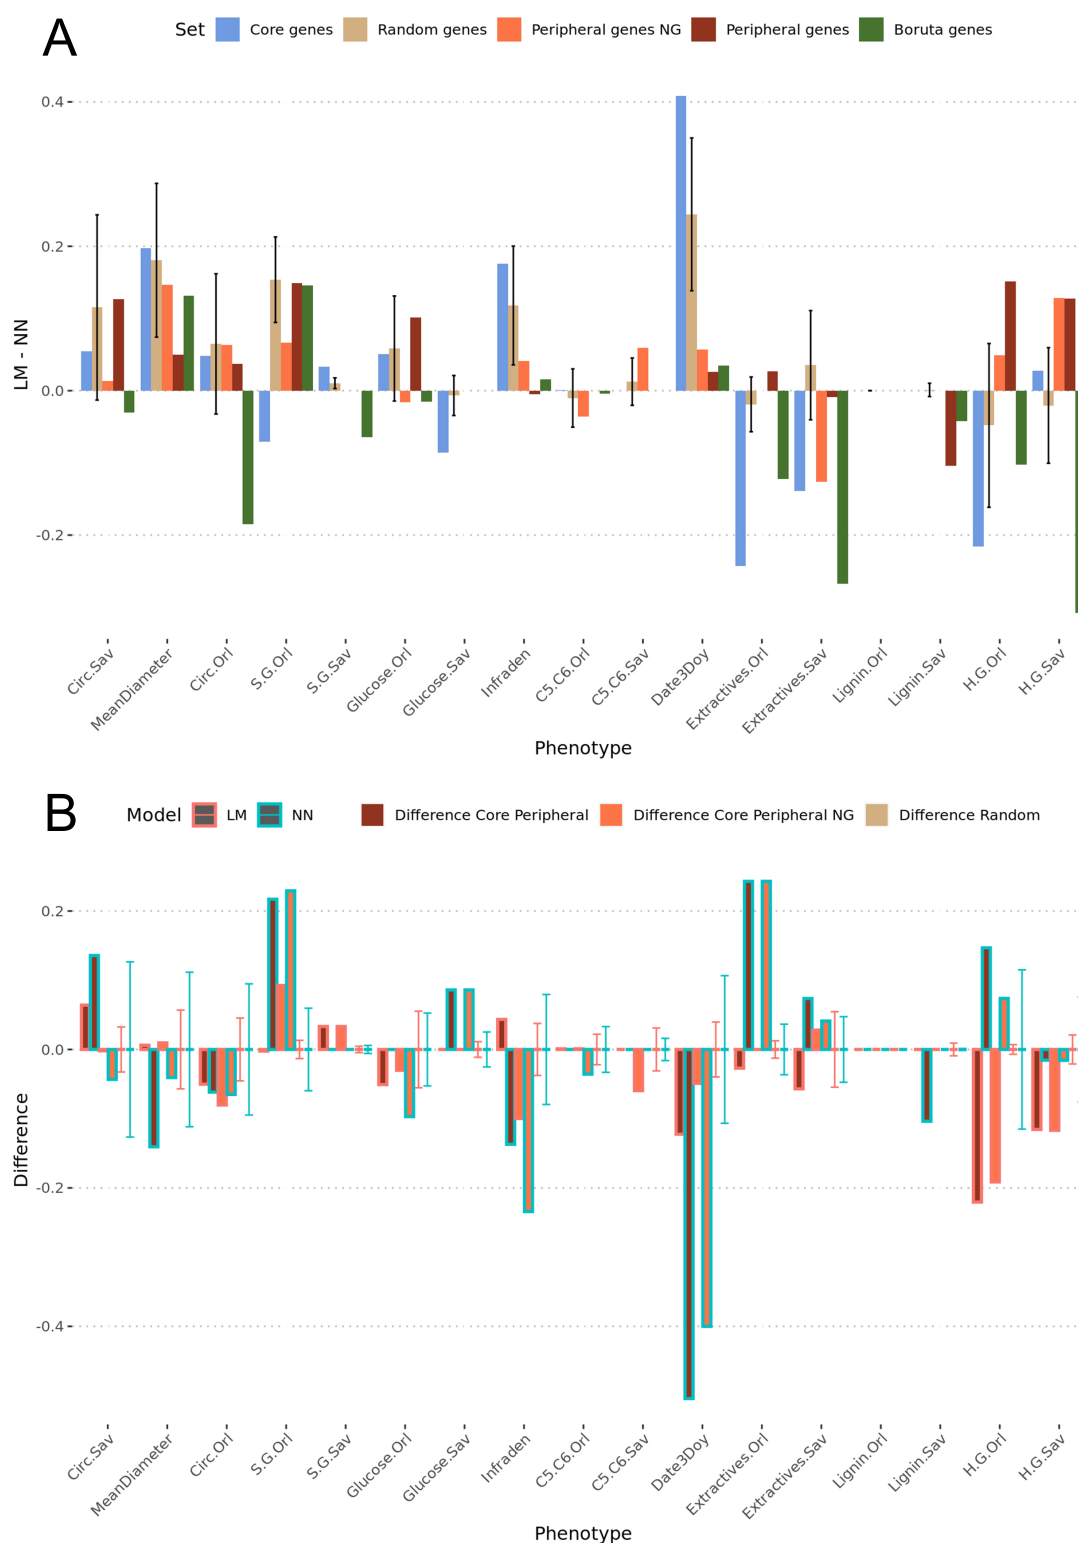 A
Set Core genes Random genes Peripheral genes NG Peripheral genes Boruta genes
0.4
0.2
0.0
-0.2
LM - NN
Circ.Sav MeanDiameter Circ.Orl S.G.Orl S.G.Sav Glucose.Orl Glucose.Sav Infraden C5.C6.Orl C5.C6.Sav Date3Doy Extractives.Orl Extractives.Sav Lignin.Orl Lignin.Sav H.G.Orl H.G.Sav
Phenotype
B
Model LM NN Difference Core Peripheral Difference Core Peripheral NG Difference Random
0.2
0.0
-0.2
-0.4
Difference
Circ.Sav MeanDiameter Circ.Orl S.G.Orl S.G.Sav Glucose.Orl Glucose.Sav Infraden C5.C6.Orl C5.C6.Sav Date3Doy Extractives.Orl Extractives.Sav Lignin.Orl Lignin.Sav H.G.Orl H.G.Sav
Phenotype